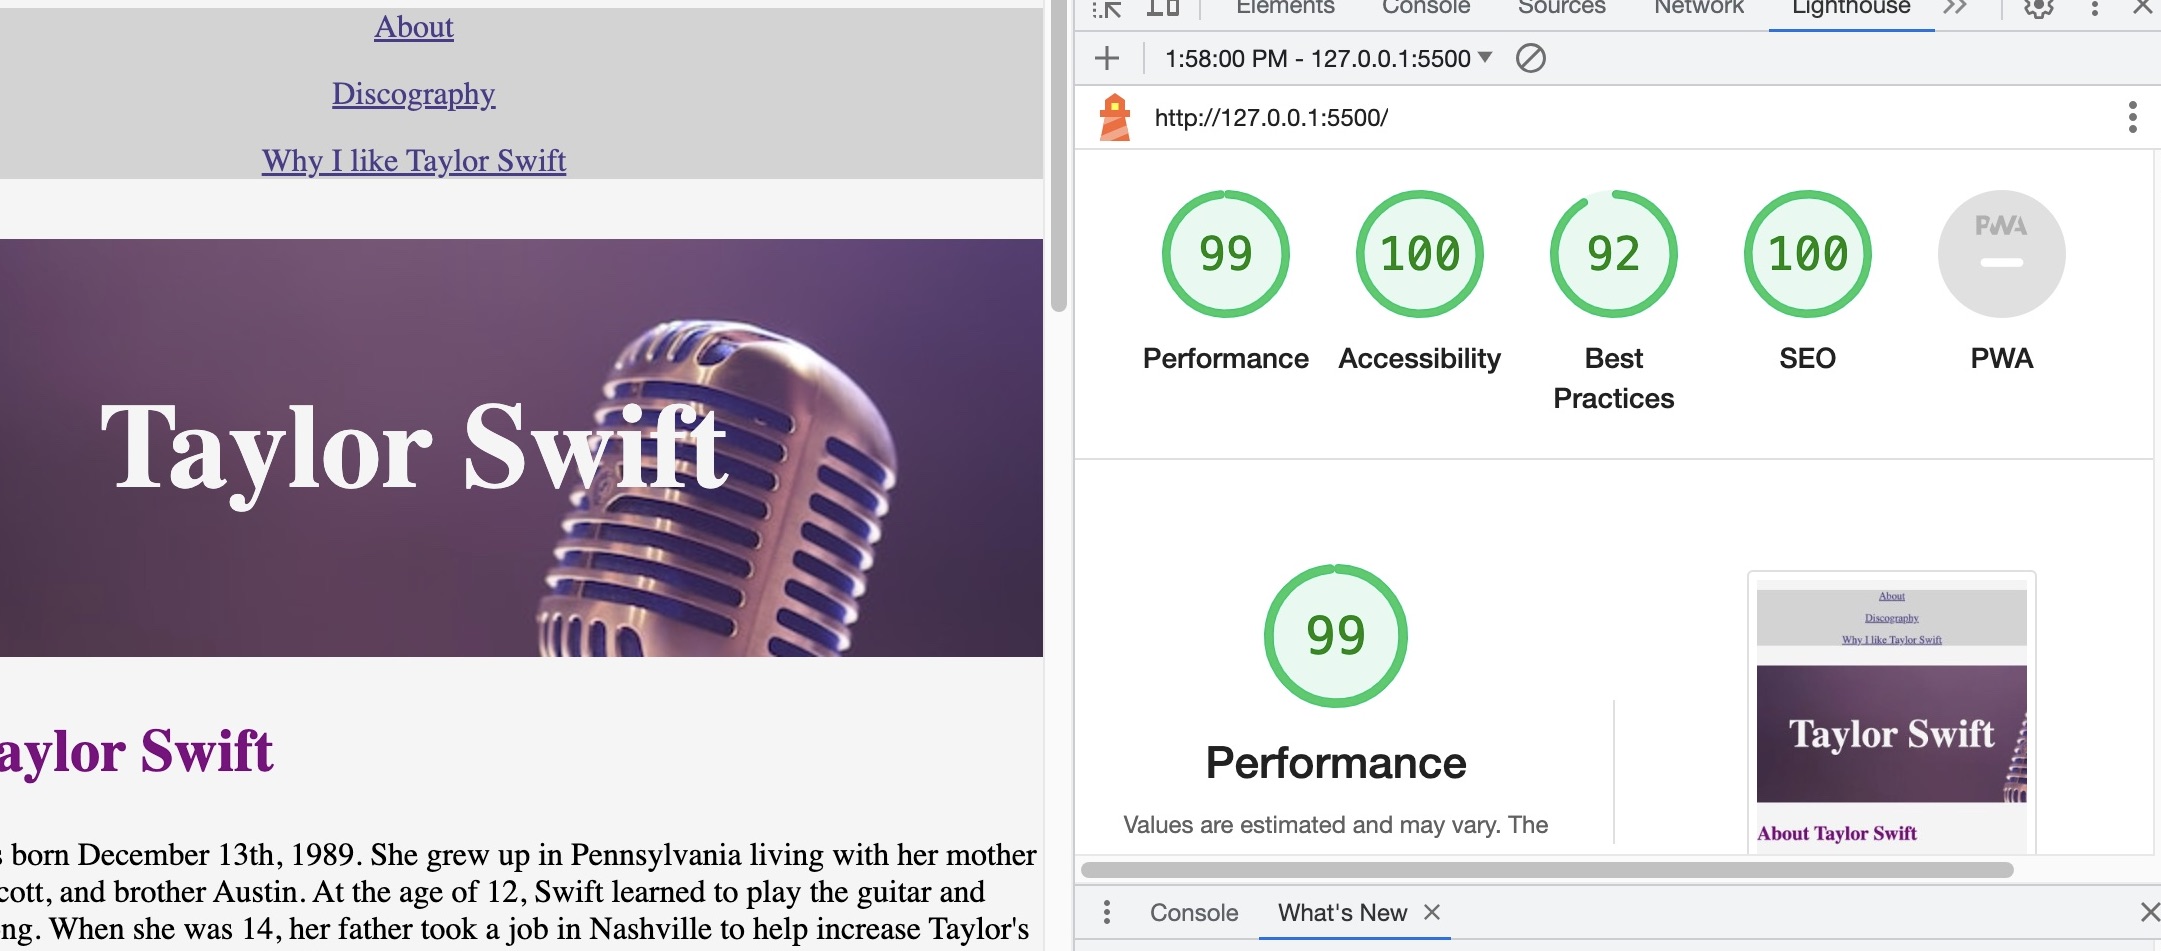 About
Discography
Why I like Taylor Swift
Taylor Swift
aylor Swift
born December 13th, 1989. She grew up in Pennsylvania living with her mother
cott, and brother Austin. At the age of 12, Swift learned to play the guitar and
ng. When she was 14, her father took a job in Nashville to help increase Taylor's
Elements Console Sources Network Lighthouse
1:58:00 PM - 127.0.0.1:5500
http://127.0.0.1:5500/
99 100 92 100 PWA
Performance Accessibility Best Practices SEO PWA
99
Performance
Values are estimated and may vary. The
About
Discography
Why I like Taylor Swift
Taylor Swift
About Taylor Swift
Console What's New